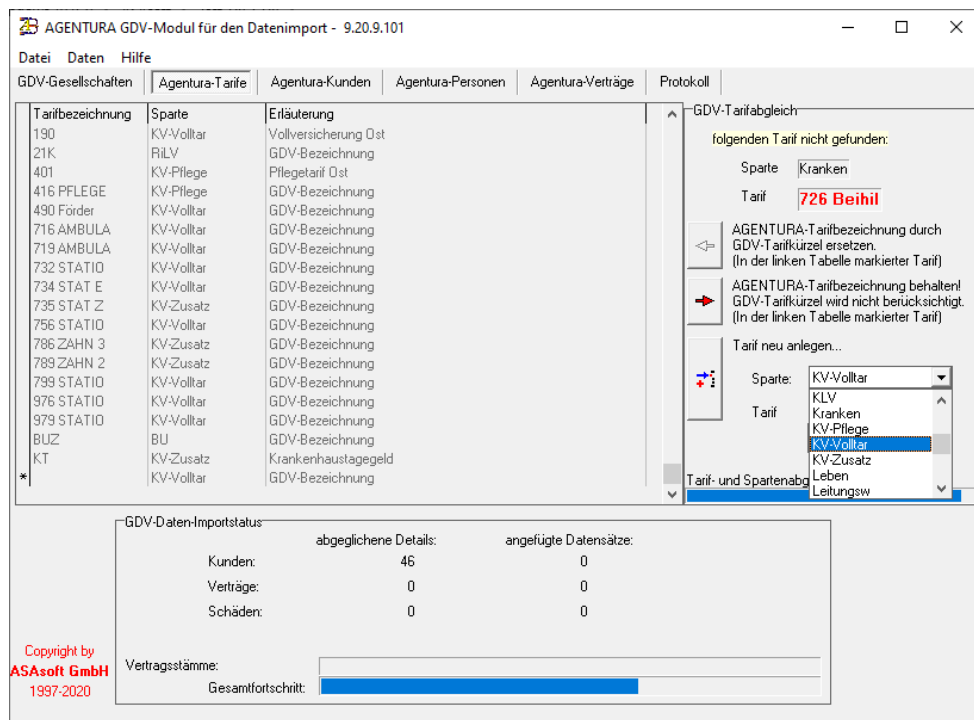 AGENTURA GDV-Modul für den Datenimport - 9.20.9.101
Datei Daten Hilfe
GDV-Gesellschaften Agentura-Tarife Agentura-Kunden Agentura-Personen Agentura-Verträge Protokoll
Tarifbezeichnung Sparte Erläuterung
190 KV-Volltar Vollversicherung Ost
21K RiLV GDV-Bezeichnung
401 KV-Pflege Pflegetarif Ost
416 PFLEGE KV-Pflege GDV-Bezeichnung
490 Förder KV-Volltar GDV-Bezeichnung
716 AMBULA KV-Volltar GDV-Bezeichnung
719 AMBULA KV-Volltar GDV-Bezeichnung
732 STATIO KV-Volltar GDV-Bezeichnung
734 STAT E KV-Volltar GDV-Bezeichnung
735 STAT Z KV-Zusatz GDV-Bezeichnung
756 STATIO KV-Volltar GDV-Bezeichnung
786 ZAHN 3 KV-Zusatz GDV-Bezeichnung
789 ZAHN 2 KV-Zusatz GDV-Bezeichnung
799 STATIO KV-Volltar GDV-Bezeichnung
976 STATIO KV-Volltar GDV-Bezeichnung
979 STATIO KV-Volltar GDV-Bezeichnung
BUZ BU GDV-Bezeichnung
KT KV-Zusatz Krankenhaustagegeld
* KV-Volltar GDV-Bezeichnung
GDV-Tarifabgleich
folgenden Tarif nicht gefunden:
Sparte Kranken
Tarif 726 Beihil
AGENTURA-Tarifbezeichnung durch
GDV-Tarifkürzel ersetzen.
(In der linken Tabelle markierter Tarif)
AGENTURA-Tarifbezeichnung behalten!
GDV-Tarifkürzel wird nicht berücksichtigt.
(In der linken Tabelle markierter Tarif)
Tarif neu anlegen...
Sparte: KV-Volltar
Tarif
KLV
Kranken
KV-Pflege
KV-Volltar
KV-Zusatz
Leben
Leitungsw
Tarif- und Spartenabg
GDV-Daten-Importstatus
abgeglichene Details: angefügte Datensätze:
Kunden: 46 0
Verträge: 0 0
Schäden: 0 0
Vertragsstämme:
Gesamtfortschritt:
Copyright by
ASAsoft GmbH
1997-2020